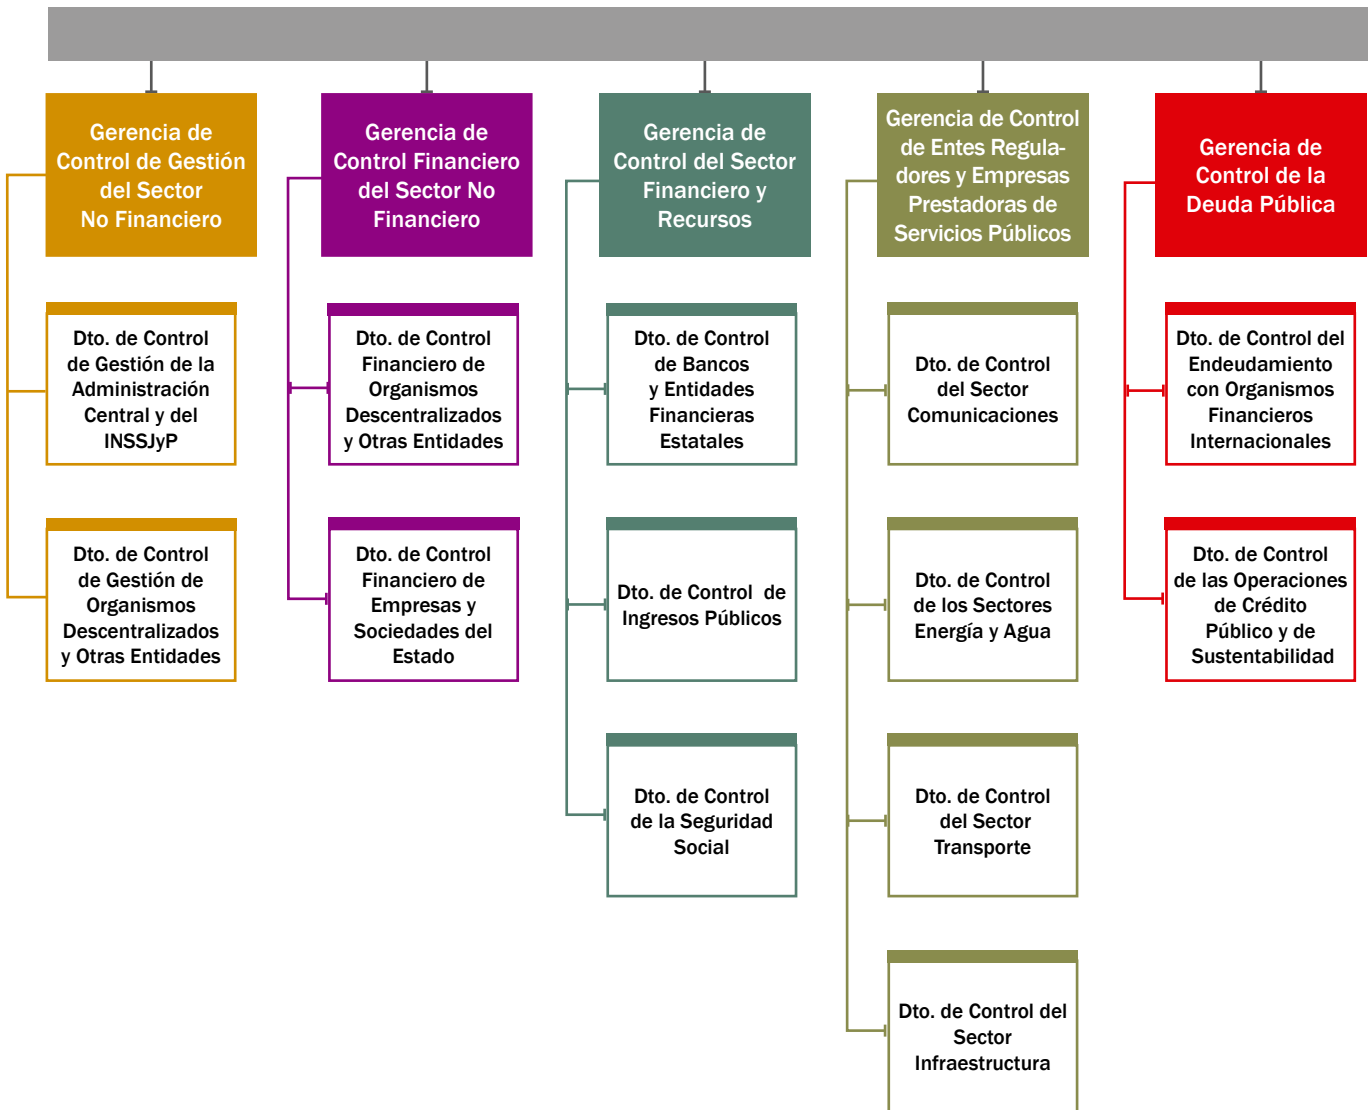 Gerencia de
Control de Gestión
del Sector
No Financiero
Gerencia de
Control Financiero
del Sector No
Financiero
Gerencia de
Control del Sector
Financiero y
Recursos
Gerencia de Control
de Entes Regula-
dores y Empresas
Prestadoras de
Servicios Públicos
Gerencia de
Control de la
Deuda Pública
Dto. de Control
de Gestión de la
Administración
Central y del
INSSJyP
Dto. de Control
Financiero de
Organismos
Descentralizados
y Otras Entidades
Dto. de Control
de Bancos
y Entidades
Financieras
Estatales
Dto. de Control
del Sector
Comunicaciones
Dto. de Control del
Endeudamiento
con Organismos
Financieros
Internacionales
Dto. de Control
de Gestión de
Organismos
Descentralizados
y Otras Entidades
Dto. de Control
Financiero de
Empresas y
Sociedades del
Estado
Dto. de Control  de
Ingresos Públicos
Dto. de Control
de los Sectores
Energía y Agua
Dto. de Control
de las Operaciones
de Crédito
Público y de
Sustentabilidad
Dto. de Control
de la Seguridad
Social
Dto. de Control
del Sector
Transporte
Dto. de Control del
Sector
Infraestructura